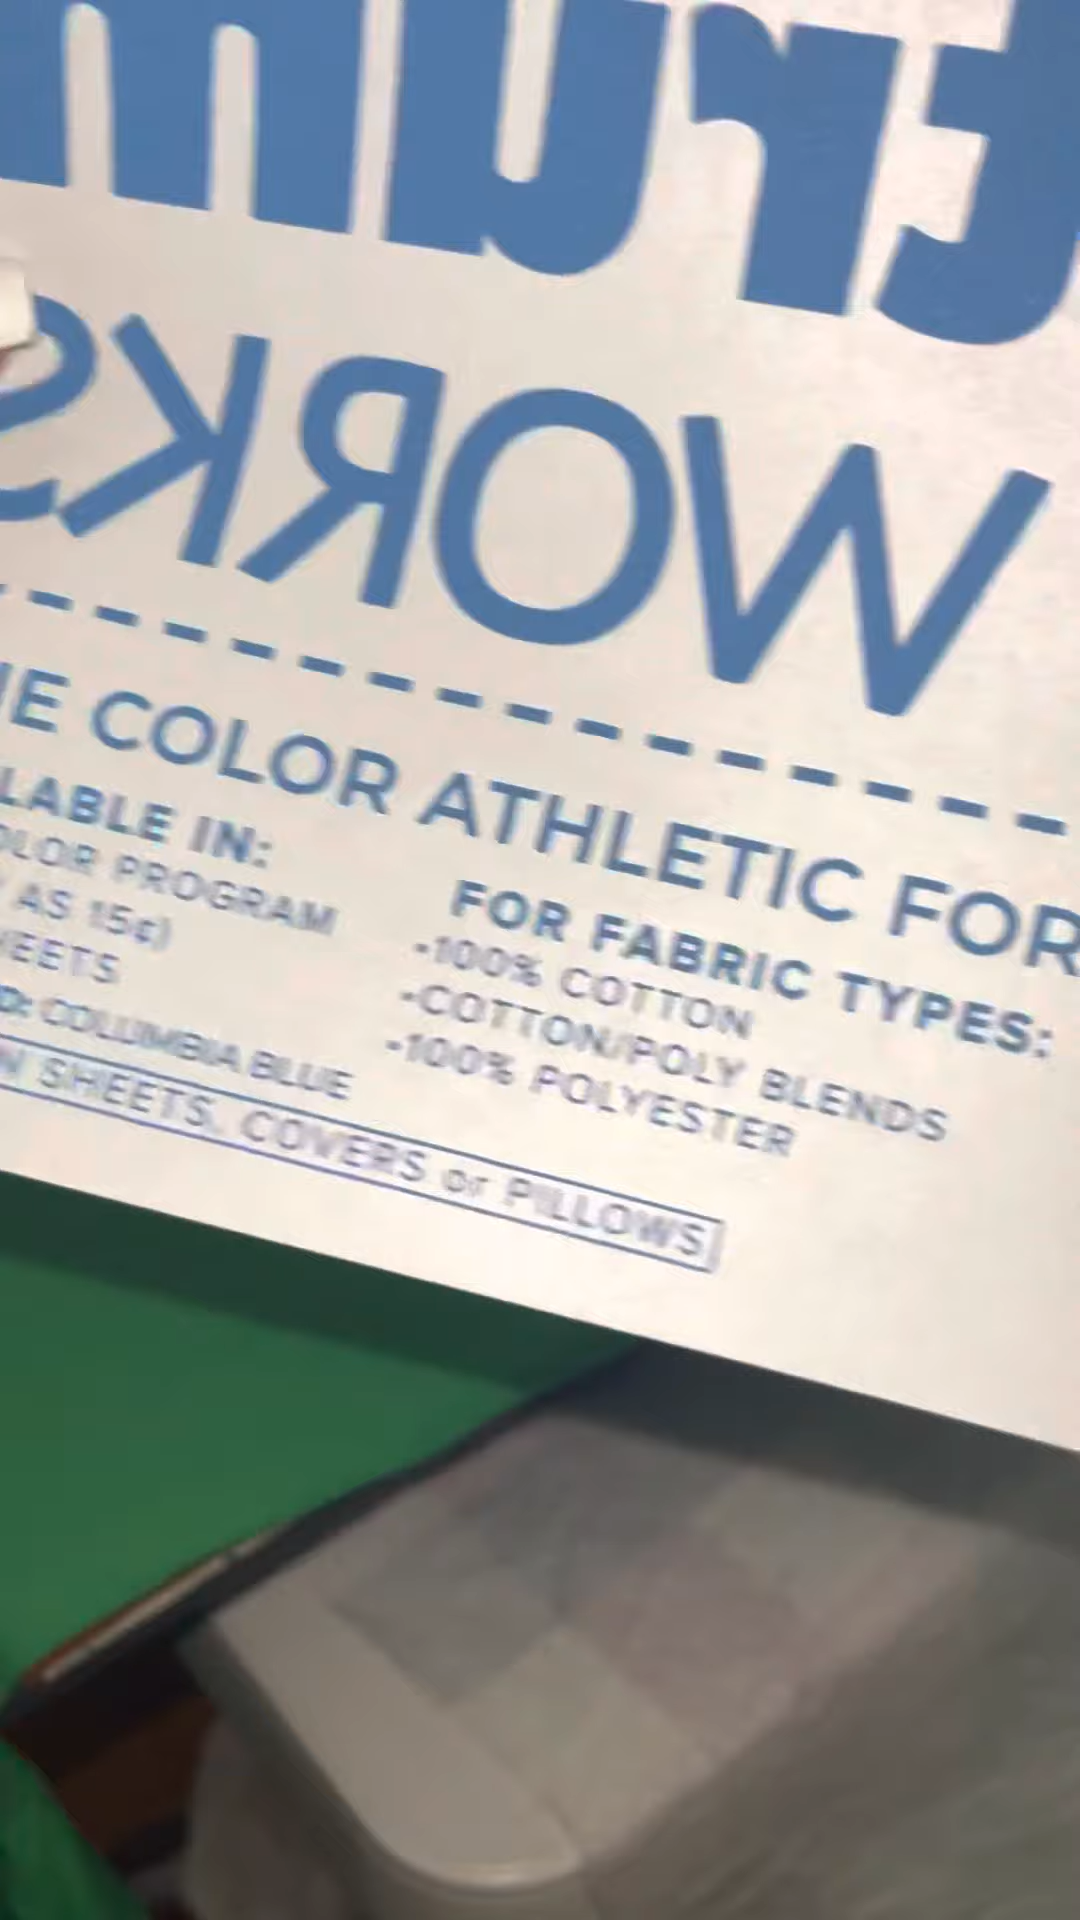 WORKS
COLOR ATHLETIC FOR
LABLE IN:
OLOR PROGRAM
AS 15¢)
HEETS
D: COLUMBIA BLUE
FOR FABRIC TYPES:
-100% COTTON
-COTTON/POLY BLENDS
-100% POLYESTER
SHEETS, COVERS or PILLOWS